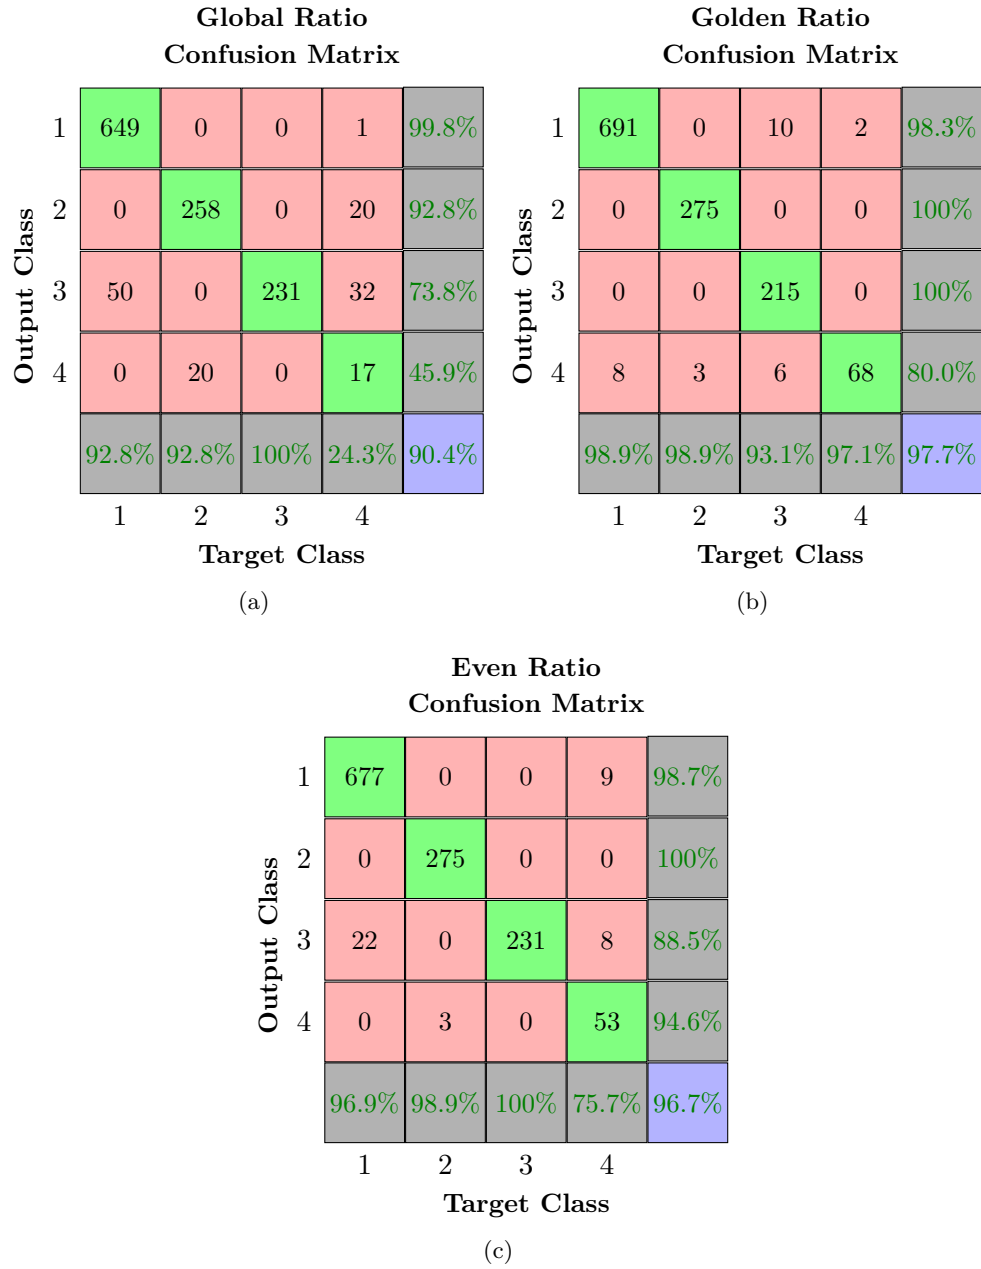 Global Ratio
Confusion Matrix
1 649 0 0 1 99.8%
2 0 258 0 20 92.8%
3 50 0 231 32 73.8%
4 0 20 0 17 45.9%
92.8% 92.8% 100% 24.3% 90.4%
1 2 3 4
Output Class
Target Class
(a)
Golden Ratio
Confusion Matrix
1 691 0 10 2 98.3%
2 0 275 0 0 100%
3 0 0 215 0 100%
4 8 3 6 68 80.0%
98.9% 98.9% 93.1% 97.1% 97.7%
1 2 3 4
Output Class
Target Class
(b)
Even Ratio
Confusion Matrix
1 677 0 0 9 98.7%
2 0 275 0 0 100%
3 22 0 231 8 88.5%
4 0 3 0 53 94.6%
96.9% 98.9% 100% 75.7% 96.7%
1 2 3 4
Output Class
Target Class
(c)